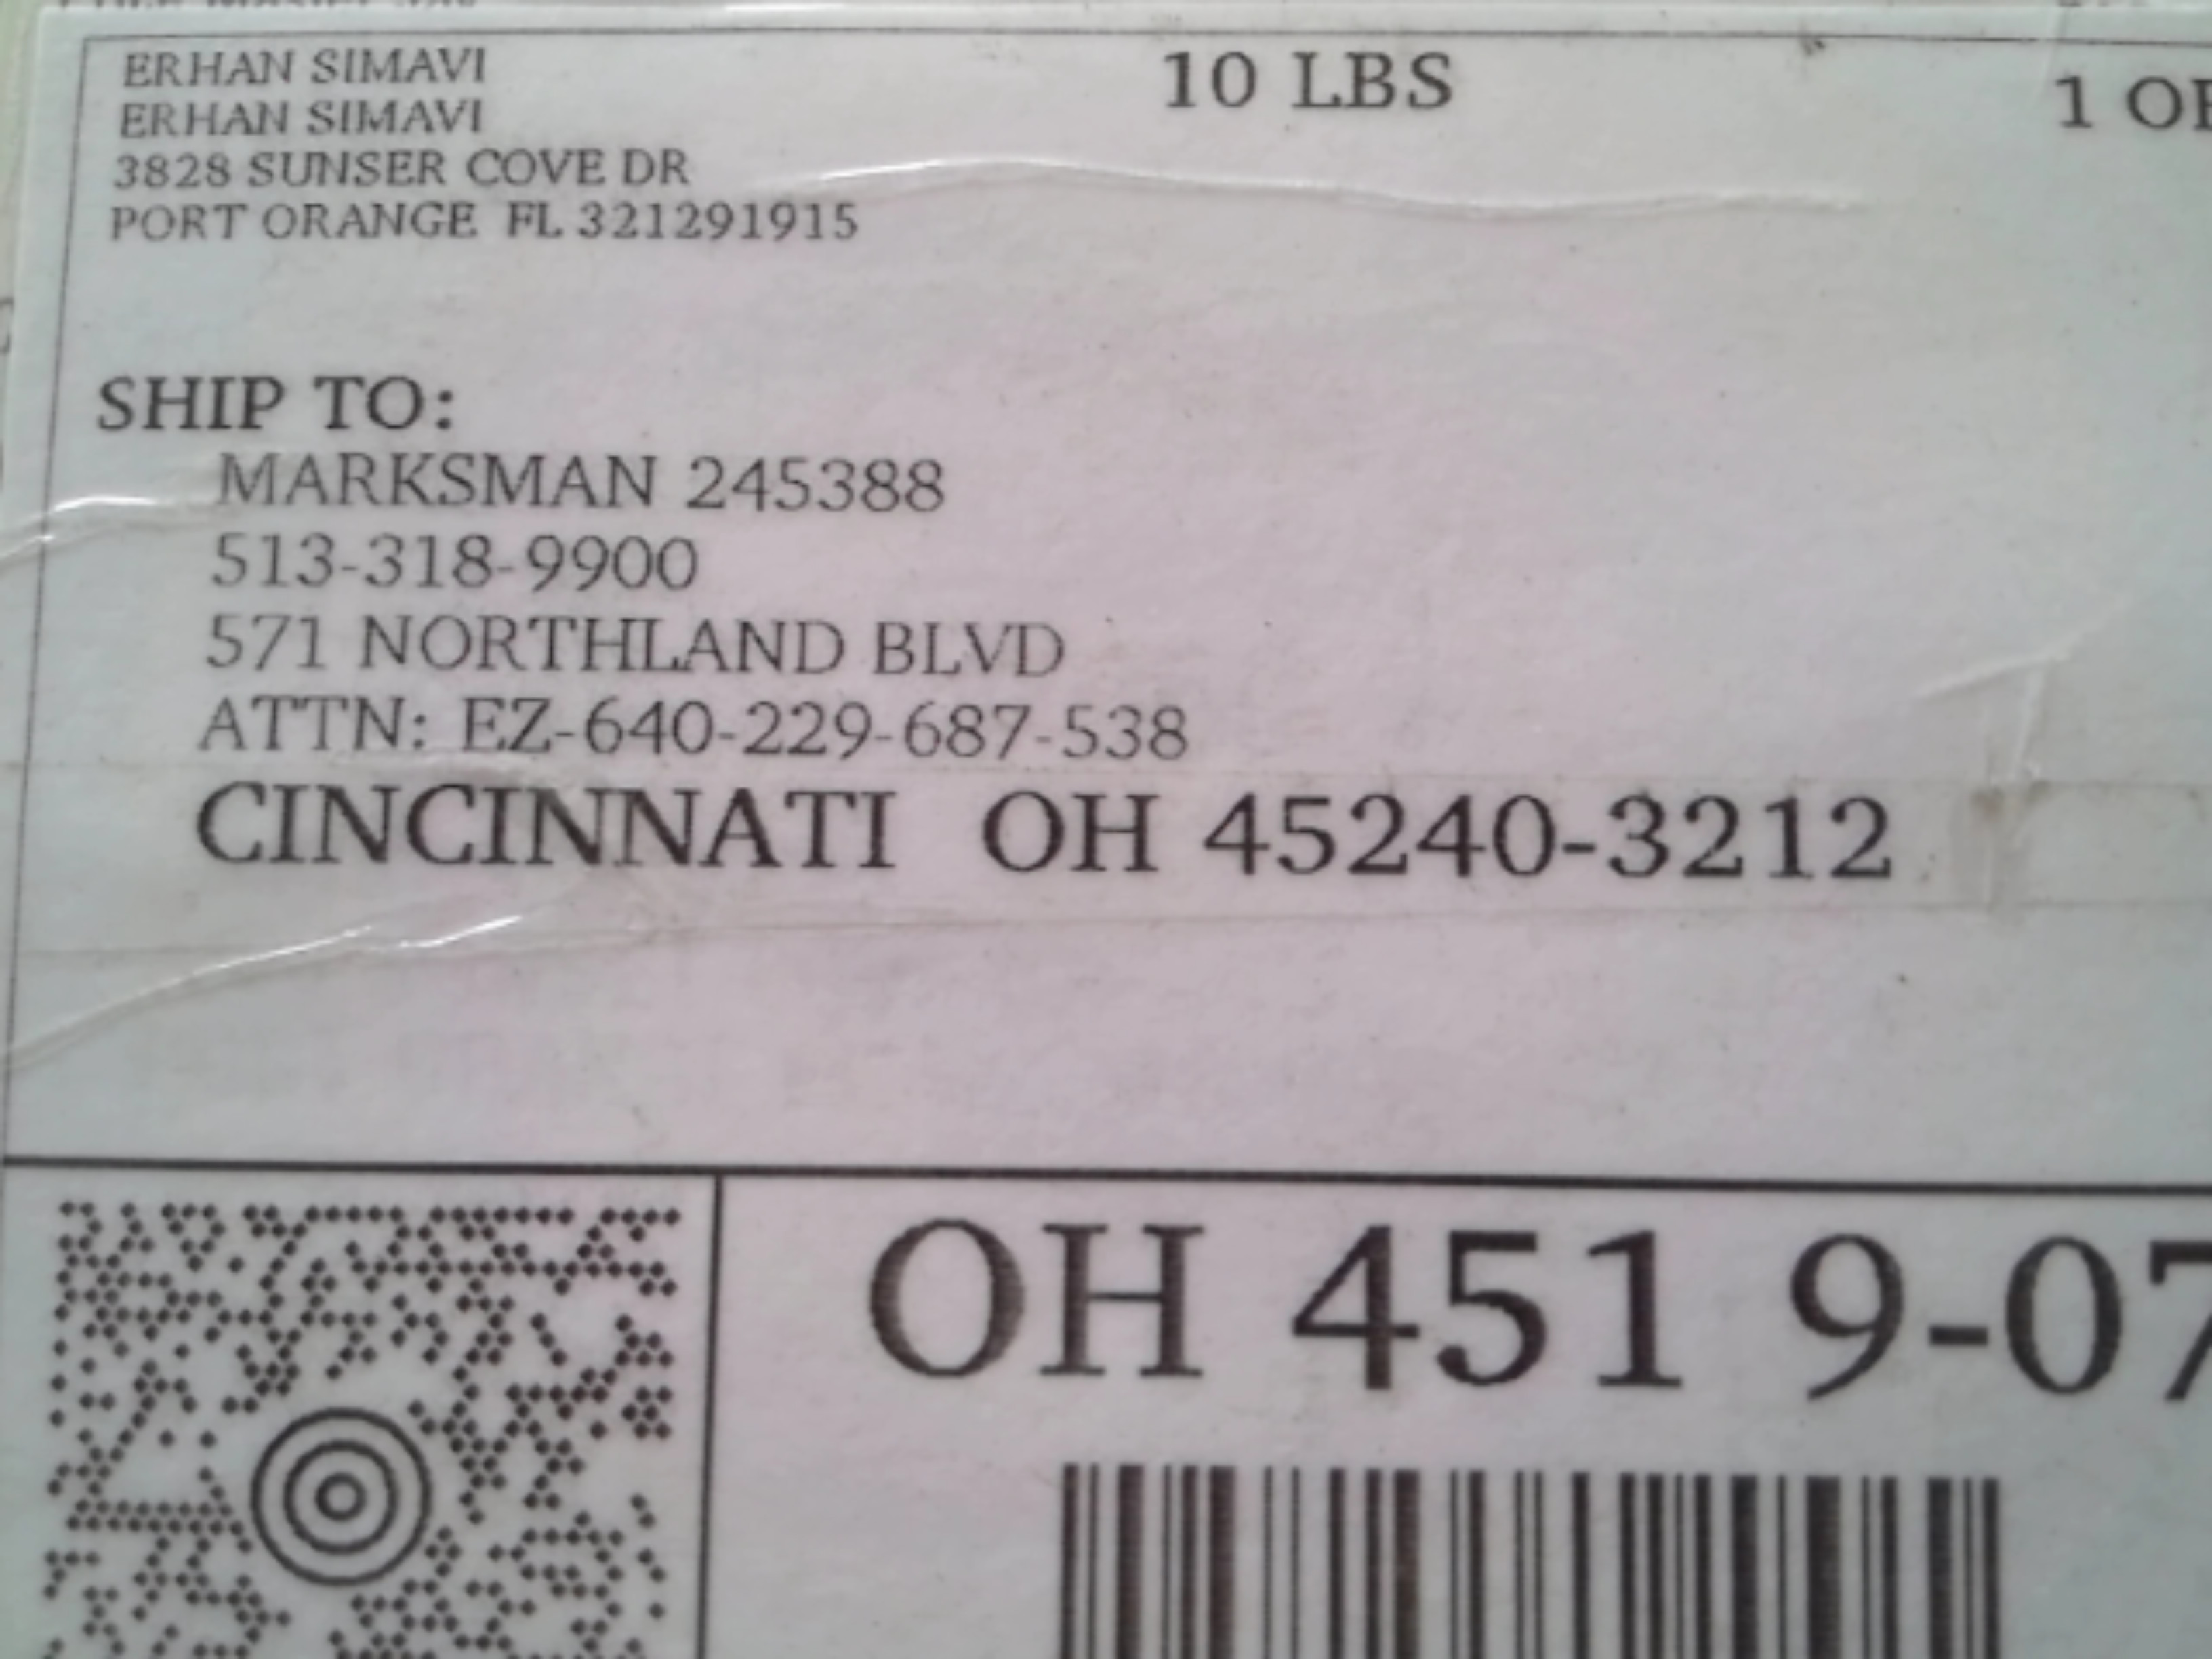 ERHAN SIMAVI
ERHAN SIMAVI
3828 SUNSER COVE DR
PORT ORANGE FL 321291915
10 LBS
1
SHIP TO:
MARKSMAN 245388
513-318-9900
571 NORTHLAND BLVD
ATTN: EZ-640-229-687-538
CINCINNATI OH 45240-3212
OH 451 9-07